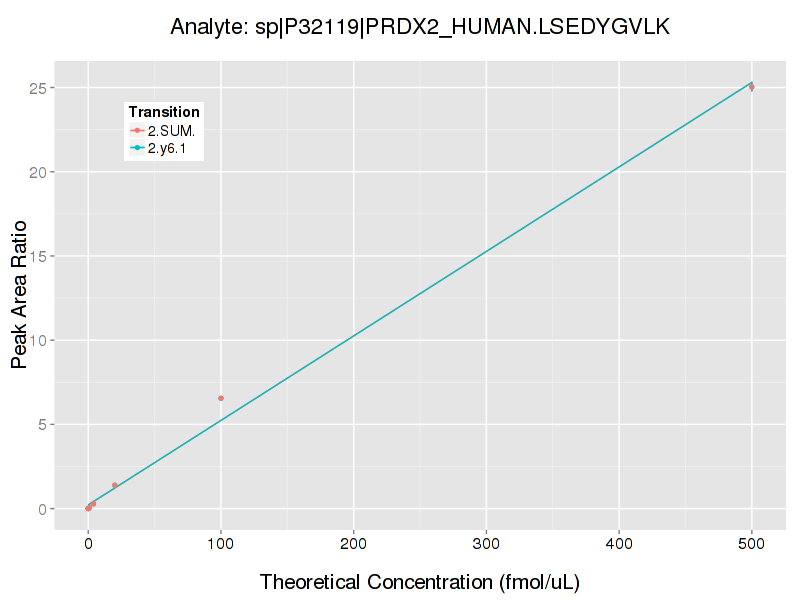 Analyte: sp|P32119|PRDX2_HUMAN.LSEDYGVLK
Transition
2.SUM.
2.y6.1
Peak Area Ratio
25
20
15
10
5
0
0 100 200 300 400 500
Theoretical Concentration (fmol/uL)